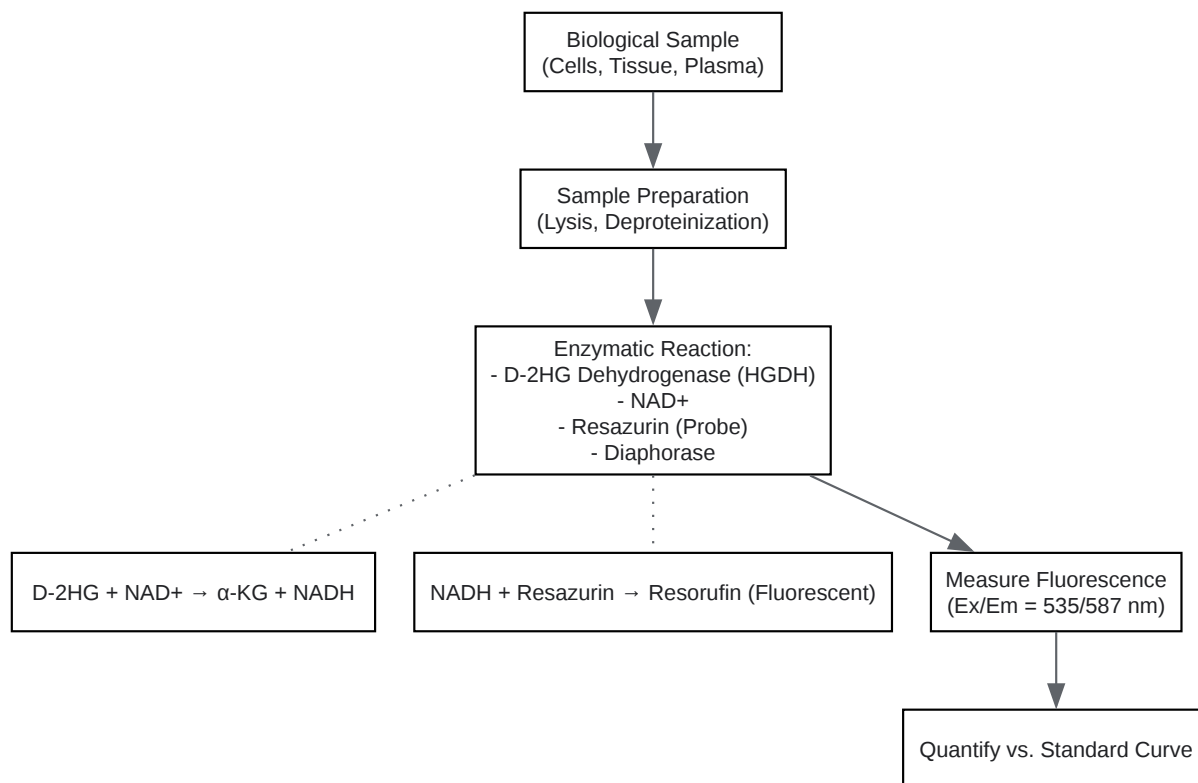 Biological Sample
(Cells, Tissue, Plasma)
Sample Preparation
(Lysis, Deproteinization)
Enzymatic Reaction:
- D-2HG Dehydrogenase (HGDH)
- NAD+
- Resazurin (Probe)
- Diaphorase
D-2HG + NAD+ → α-KG + NADH
NADH + Resazurin → Resorufin (Fluorescent)
Measure Fluorescence
(Ex/Em = 535/587 nm)
Quantify vs. Standard Curve